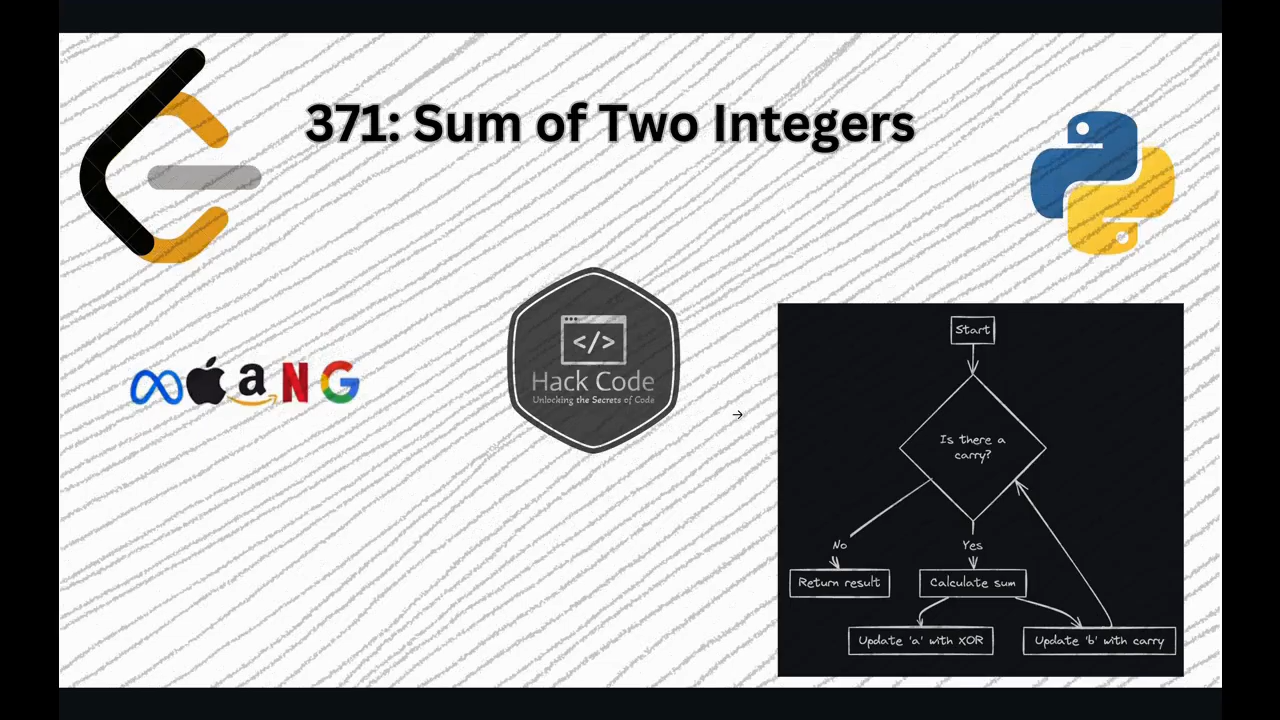 371: Sum of Two Integers
</>
Hack Code
Unlocking the Secrets of Code
Start
Is there a
carry?
No
Yes
Return result
Calculate sum
Update 'a' with XOR
Update 'b' with carry